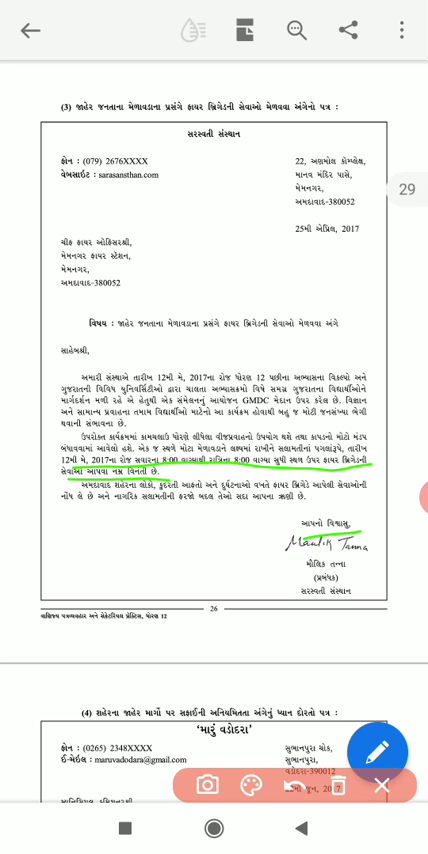 (3) જાહેર જનતાના મેળાવડાના પ્રસંગે ફાયર બ્રિગેડની સેવાઓ મેળવવા અંગેનો પત્ર :
સરસ્વતી સંસ્થાન
ફોન : (079) 2676XXXX
વેબસાઈટ : sarasansthan.com
22, અણમોલ કોમ્પ્લેક્ષ,
માનવ મંદિર પાસે,
મેમનગર,
અમદાવાદ-380052
29
25મી એપ્રિલ, 2017
ચીફ ફાયર ઓફિસરશ્રી,
મેમનગર ફાયર સ્ટેશન,
મેમનગર,
અમદાવાદ-380052
વિષય : જાહેર જનતાના મેળાવડાના પ્રસંગે ફાયર બ્રિગેડની સેવાઓ મેળવવા અંગે
સાહેબશ્રી,
અમારી સંસ્થાએ તારીખ 12મી મે, 2017ના રોજ ધોરણ 12 પછીના અભ્યાસના વિકલ્પો અને
ગુજરાતની વિવિધ યુનિવર્સિટીઓ દ્વારા ચાલતા અભ્યાસક્રમો વિષે સમગ્ર ગુજરાતના વિદ્યાર્થીઓને
માર્ગદર્શન મળી રહે એ હેતુથી એક સંમેલનનું આયોજન GMDC મેદાન ઉપર કરેલ છે. વિજ્ઞાન
અને સામાન્ય પ્રવાહના તમામ વિદ્યાર્થીઓ માટેનો આ કાર્યક્રમ હોવાથી બહુ જ મોટી જનસંખ્યા ભેગી
થવાની સંભાવના છે.
ઉપરોક્ત કાર્યક્રમમાં કામચલાઉ ધોરણે લીધેલા વીજપ્રવાહનો ઉપયોગ થશે તથા કાપડનો મોટો મંડપ
બંધાવવામાં આવેલો હશે. એક જ સ્થળે મોટા મેળાવડાને લક્ષમાં રાખીને સલામતીનાં પગલાંરૂપે, તારીખ
12મી મે, 2017ના રોજ સવારના 8:00 વાગ્યાથી રાત્રિના 8:00 વાગ્યા સુધી સ્થળ ઉપર ફાયર બ્રિગેડની
સેવાઓ આપવા નમ્ર વિનંતી છે.
અમદાવાદ શહેરના લોકો, કુદરતી આફતો અને દુર્ઘટનાઓ વખતે ફાયર બ્રિગેડે આપેલી સેવાઓની
નોંધ લે છે અને નાગરિક સલામતીની ફરજો બદલ તેઓ સદા આપના ઋણી છે.
આપનો વિશ્વાસુ,
Maulik Tanna
મૌલિક તન્ના
(પ્રબંધક)
સરસ્વતી સંસ્થાન
26
વાણિજ્ય પત્રવ્યવહાર અને સેક્રેટરિયલ પ્રેક્ટિસ, ધોરણ 12
(4) શહેરના જાહેર માર્ગો પર સફાઈની અનિયમિતતા અંગેનું ધ્યાન દોરતો પત્ર :
'મારું વડોદરા'
ફોન : (0265) 2348XXXX
ઈ-મેઈલ : maruvadodara@gmail.com
સુભાનપુરા ચોક,
સુભાનપુરા,
વડોદરા-390012
જૂન, 2017